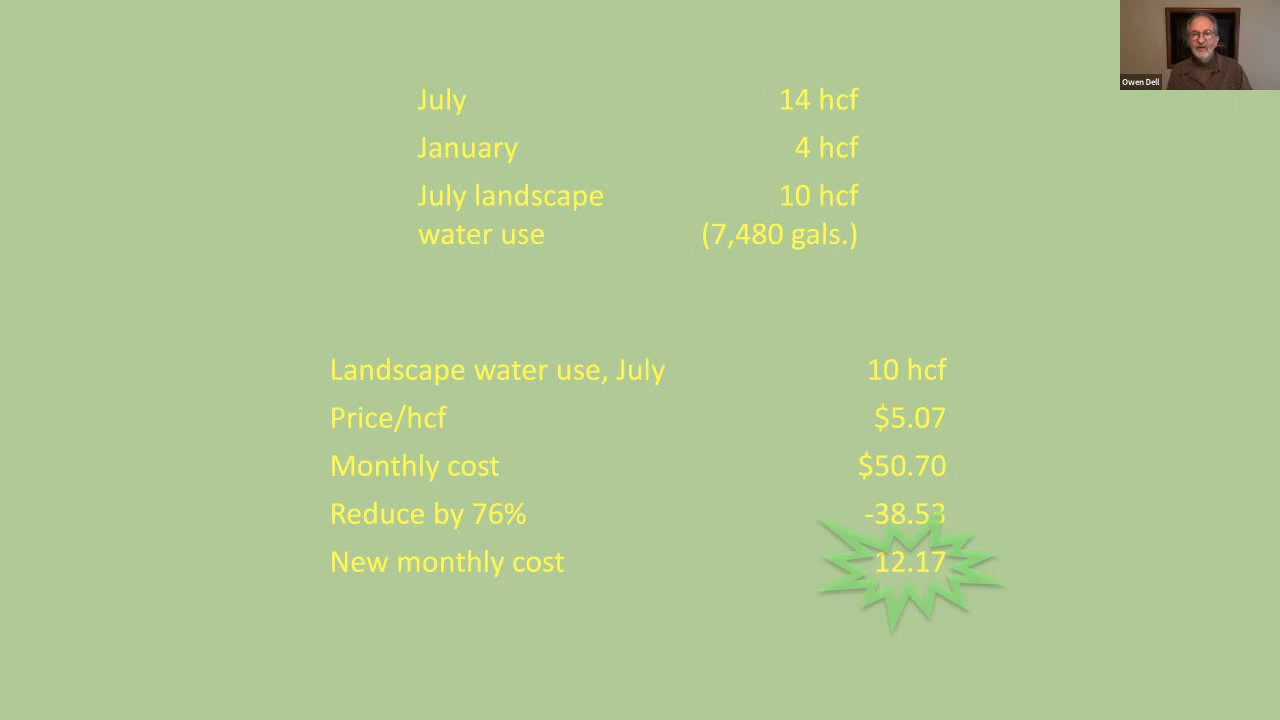 Owen Dell
July 14 hcf
January 4 hcf
July landscape 10 hcf
water use (7,480 gals.)
Landscape water use, July 10 hcf
Price/hcf $5.07
Monthly cost $50.70
Reduce by 76% -38.53
New monthly cost 12.17